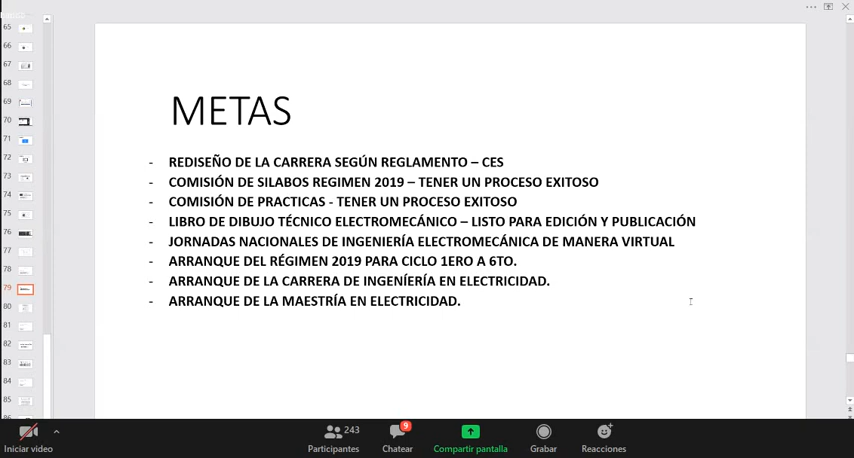 65
66
67
68
69
70
71
72
73
74
75
76
77
78
79
80
81
82
83
84
85
86
METAS
- REDISEÑO DE LA CARRERA SEGÚN REGLAMENTO – CES
- COMISIÓN DE SILABOS REGIMEN 2019 – TENER UN PROCESO EXITOSO
- COMISIÓN DE PRACTICAS - TENER UN PROCESO EXITOSO
- LIBRO DE DIBUJO TÉCNICO ELECTROMECÁNICO – LISTO PARA EDICIÓN Y PUBLICACIÓN
- JORNADAS NACIONALES DE INGENIERÍA ELECTROMECÁNICA DE MANERA VIRTUAL
- ARRANQUE DEL RÉGIMEN 2019 PARA CICLO 1ERO A 6TO.
- ARRANQUE DE LA CARRERA DE INGENÍERÍA EN ELECTRICIDAD.
- ARRANQUE DE LA MAESTRÍA EN ELECTRICIDAD.
243
9
Iniciar video
Participantes
Chatear
Compartir pantalla
Grabar
Reacciones